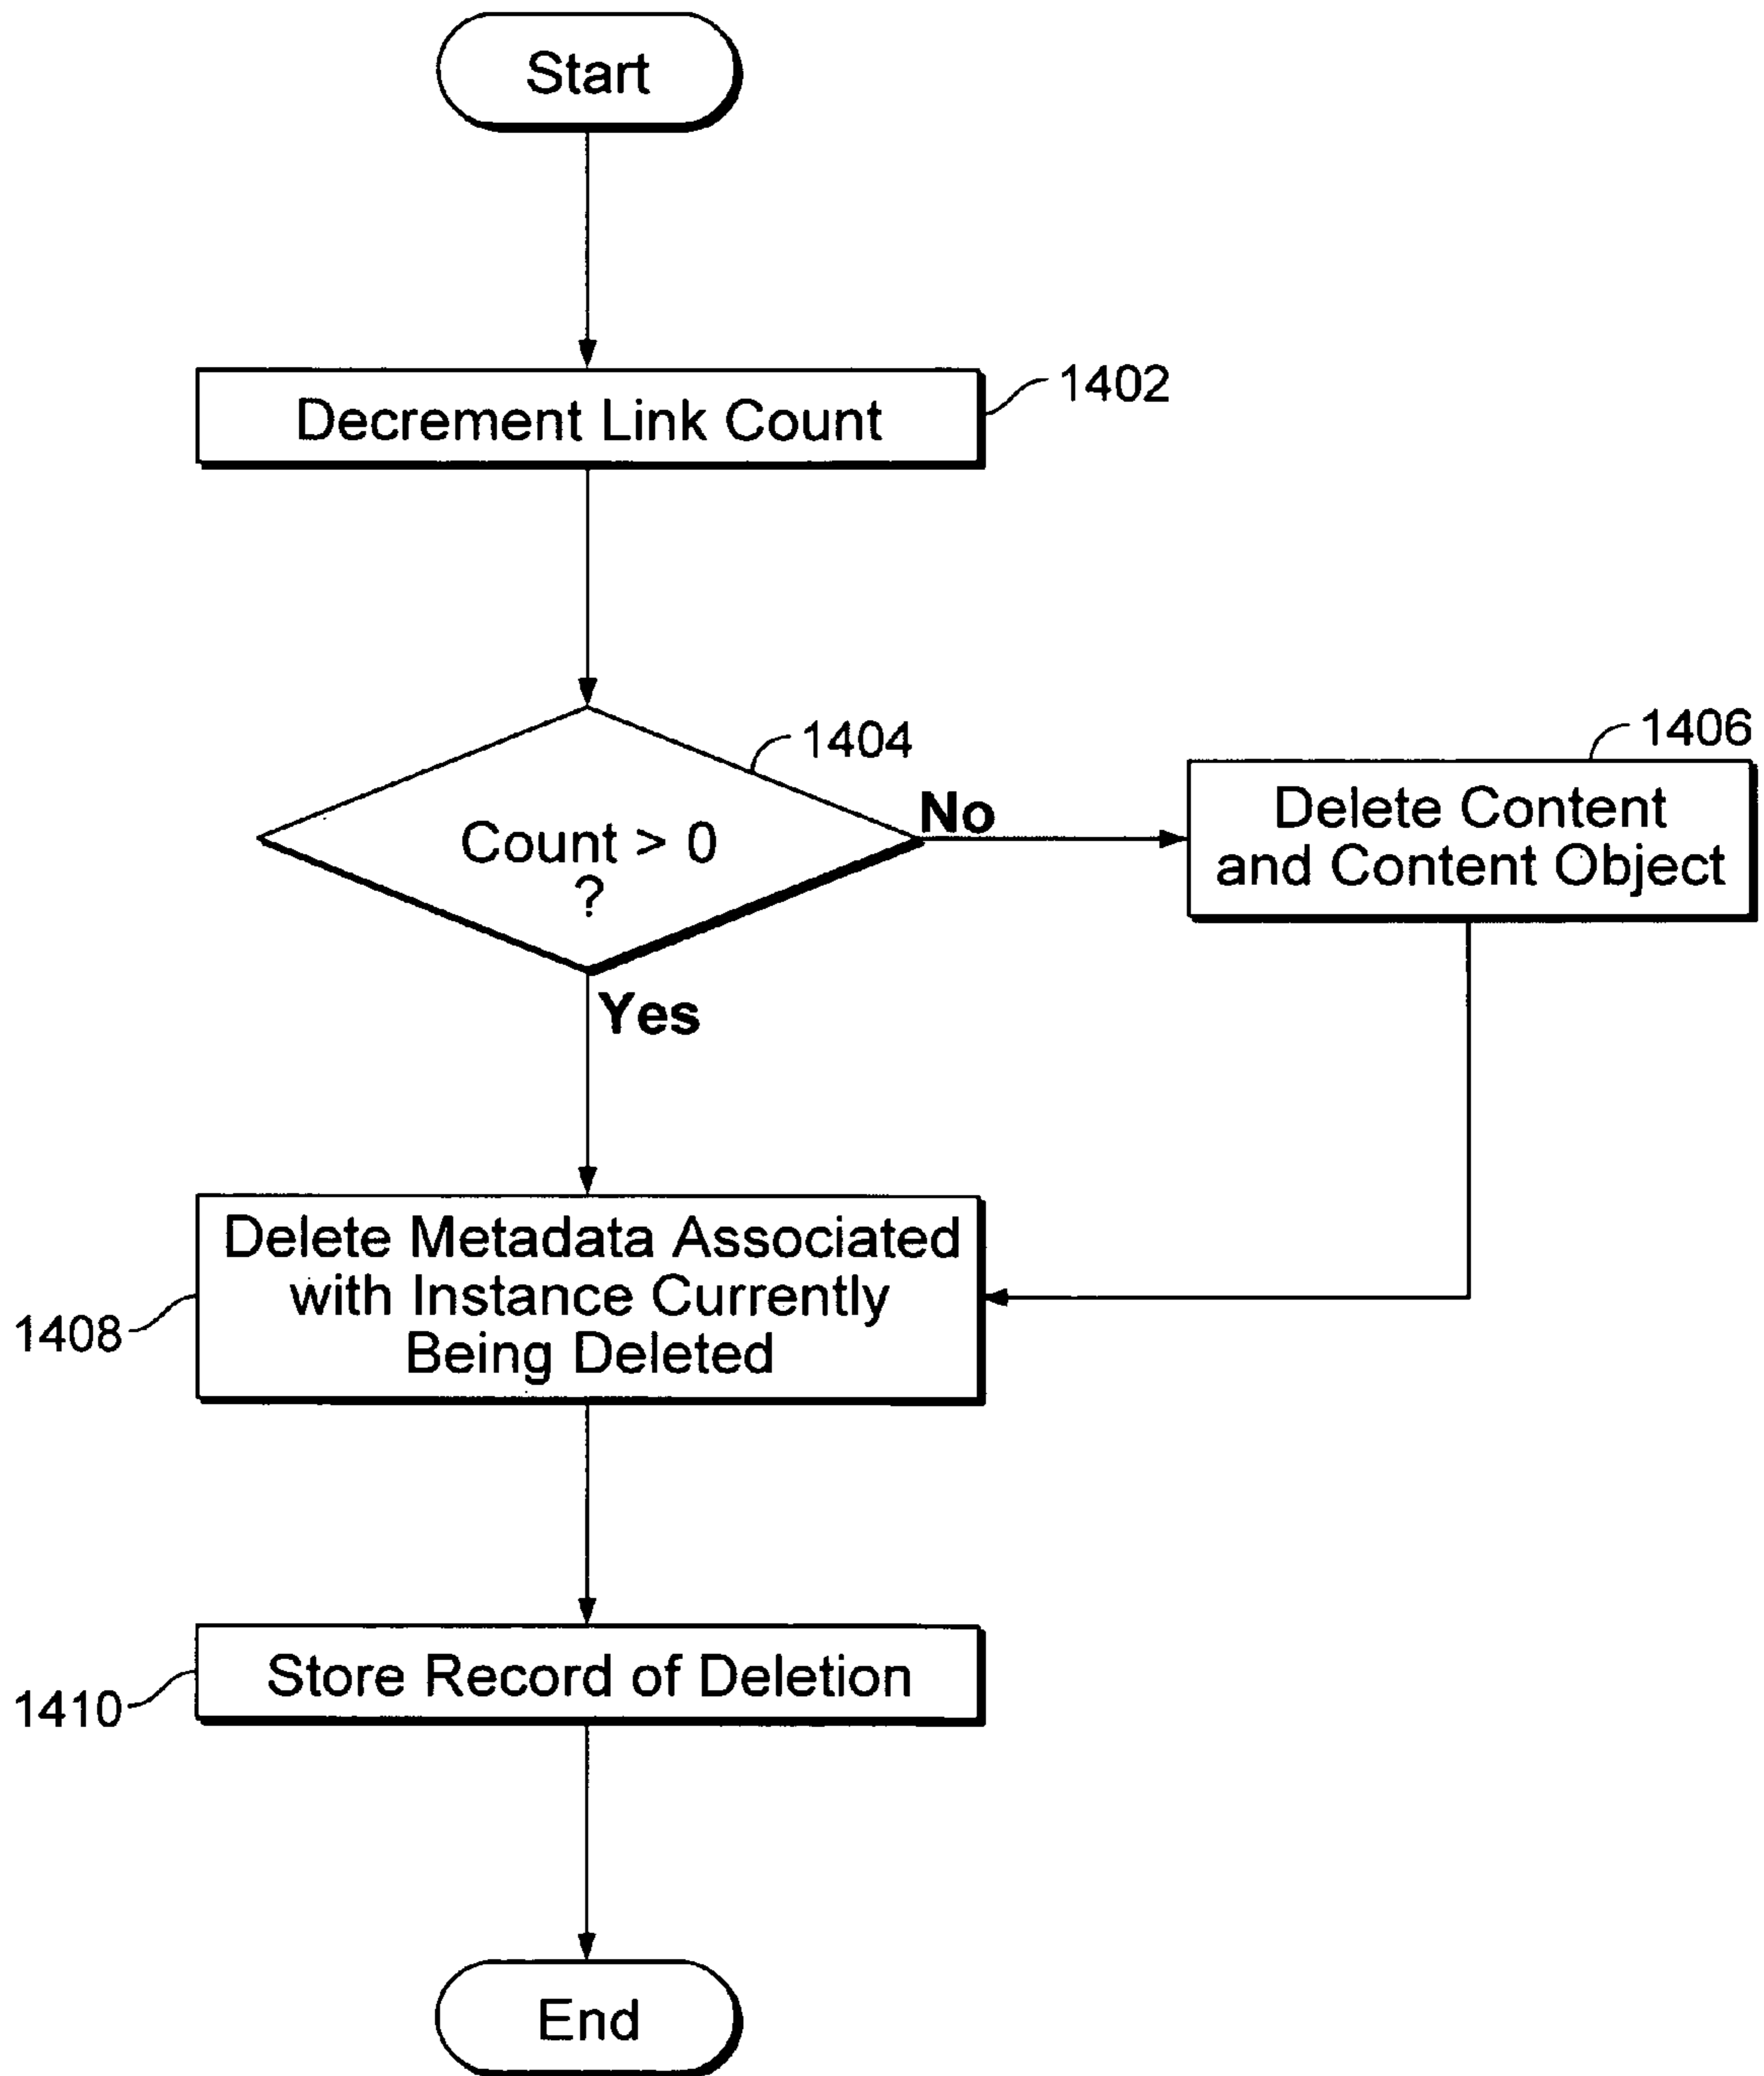 Start
Decrement Link Count
1402
1404
Count > 0
?
No
1406
Delete Content
and Content Object
Yes
Delete Metadata Associated
with Instance Currently
Being Deleted
1408
Store Record of Deletion
1410
End